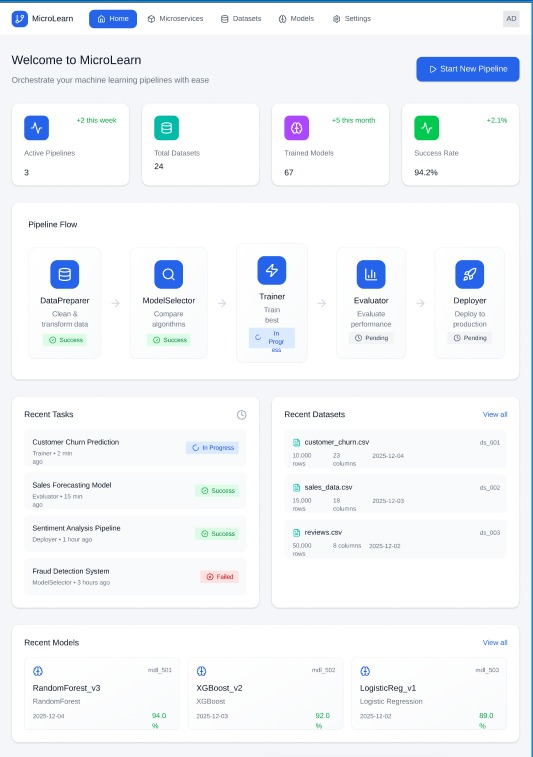 MicroLearn
Home
Microservices
Datasets
Models
Settings
AD
Welcome to MicroLearn
Orchestrate your machine learning pipelines with ease
Start New Pipeline
+2 this week
Active Pipelines
3
Total Datasets
24
+5 this month
Trained Models
67
+2.1%
Success Rate
94.2%
Pipeline Flow
DataPreparer
Clean &
transform data
Success
ModelSelector
Compare
algorithms
Success
Trainer
Train
best
In
Progr
ess
Evaluator
Evaluate
performance
Pending
Deployer
Deploy to
production
Pending
Recent Tasks
Customer Churn Prediction
Trainer • 2 min
ago
In Progress
Sales Forecasting Model
Evaluator • 15 min
ago
Success
Sentiment Analysis Pipeline
Deployer • 1 hour ago
Success
Fraud Detection System
ModelSelector • 3 hours ago
Failed
Recent Datasets
View all
customer_churn.csv
ds_001
10,000
rows
23
columns
2025-12-04
sales_data.csv
ds_002
15,000
rows
18
columns
2025-12-03
reviews.csv
ds_003
50,000
rows
8 columns
2025-12-02
Recent Models
View all
mdl_501
RandomForest_v3
RandomForest
2025-12-04
94.0
%
mdl_502
XGBoost_v2
XGBoost
2025-12-03
92.0
%
mdl_503
LogisticReg_v1
Logistic Regression
2025-12-02
89.0
%